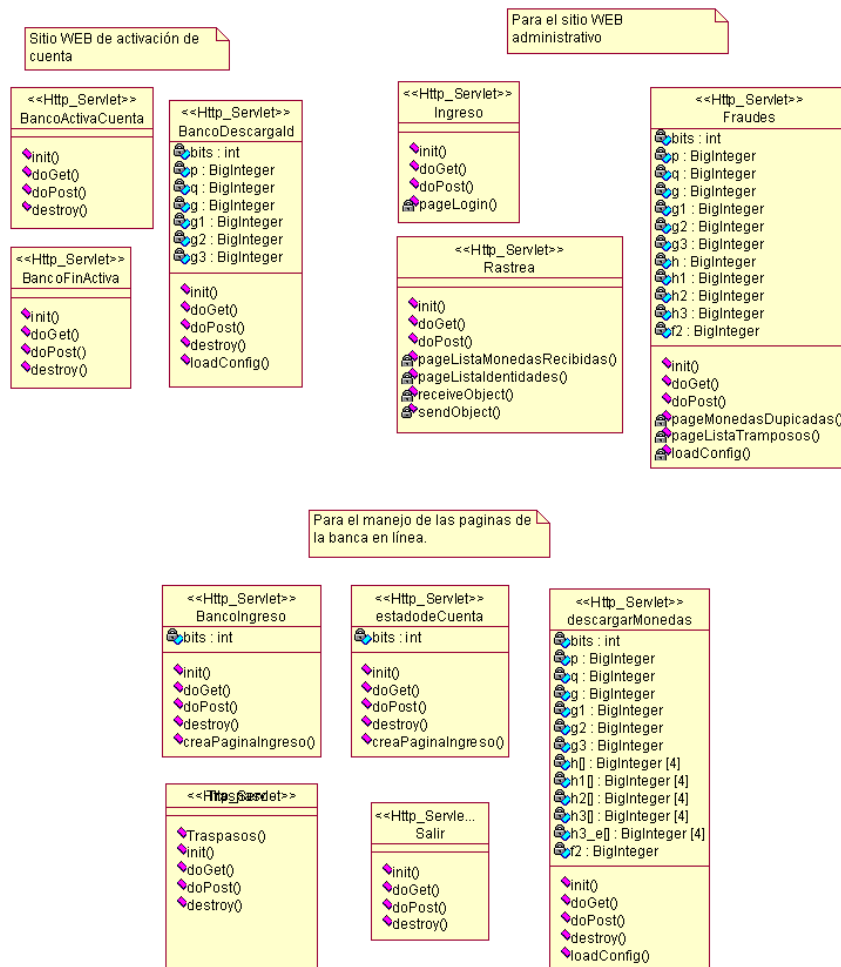 Sitio WEB de activación de
cuenta
Para el sitio WEB
administrativo
<<Http_Servlet>>
BancoActivaCuenta
init()
doGet()
doPost()
destroy()
<<Http_Servlet>>
BancoDescargaId
bits : int
p : BigInteger
q : BigInteger
g : BigInteger
g1 : BigInteger
g2 : BigInteger
g3 : BigInteger
init()
doGet()
doPost()
destroy()
loadConfig()
<<Http_Servlet>>
BancoFinActiva
init()
doGet()
doPost()
destroy()
<<Http_Servlet>>
Ingreso
init()
doGet()
doPost()
pageLogin()
<<Http_Servlet>>
Rastrea
init()
doGet()
doPost()
pageListaMonedasRecibidas()
pageListaIdentidades()
receiveObject()
sendObject()
<<Http_Servlet>>
Fraudes
bits : int
p : BigInteger
q : BigInteger
g : BigInteger
g1 : BigInteger
g2 : BigInteger
g3 : BigInteger
h : BigInteger
h1 : BigInteger
h2 : BigInteger
h3 : BigInteger
f2 : BigInteger
init()
doGet()
doPost()
pageMonedasDupicadas()
pageListaTramposos()
loadConfig()
Para el manejo de las paginas de
la banca en línea.
<<Http_Servlet>>
BancoIngreso
bits : int
init()
doGet()
doPost()
destroy()
creaPaginaIngreso()
<<Http_Servlet>>
estadodeCuenta
bits : int
init()
doGet()
doPost()
destroy()
creaPaginaIngreso()
<<Http_Servlet>>
descargarMonedas
bits : int
p : BigInteger
q : BigInteger
g : BigInteger
g1 : BigInteger
g2 : BigInteger
g3 : BigInteger
h[] : BigInteger [4]
h1[] : BigInteger [4]
h2[] : BigInteger [4]
h3[] : BigInteger [4]
h3_e[] : BigInteger [4]
f2 : BigInteger
init()
doGet()
doPost()
destroy()
loadConfig()
Traspasos()
init()
doGet()
doPost()
destroy()
<<Http_Servle...
Salir
init()
doGet()
doPost()
destroy()